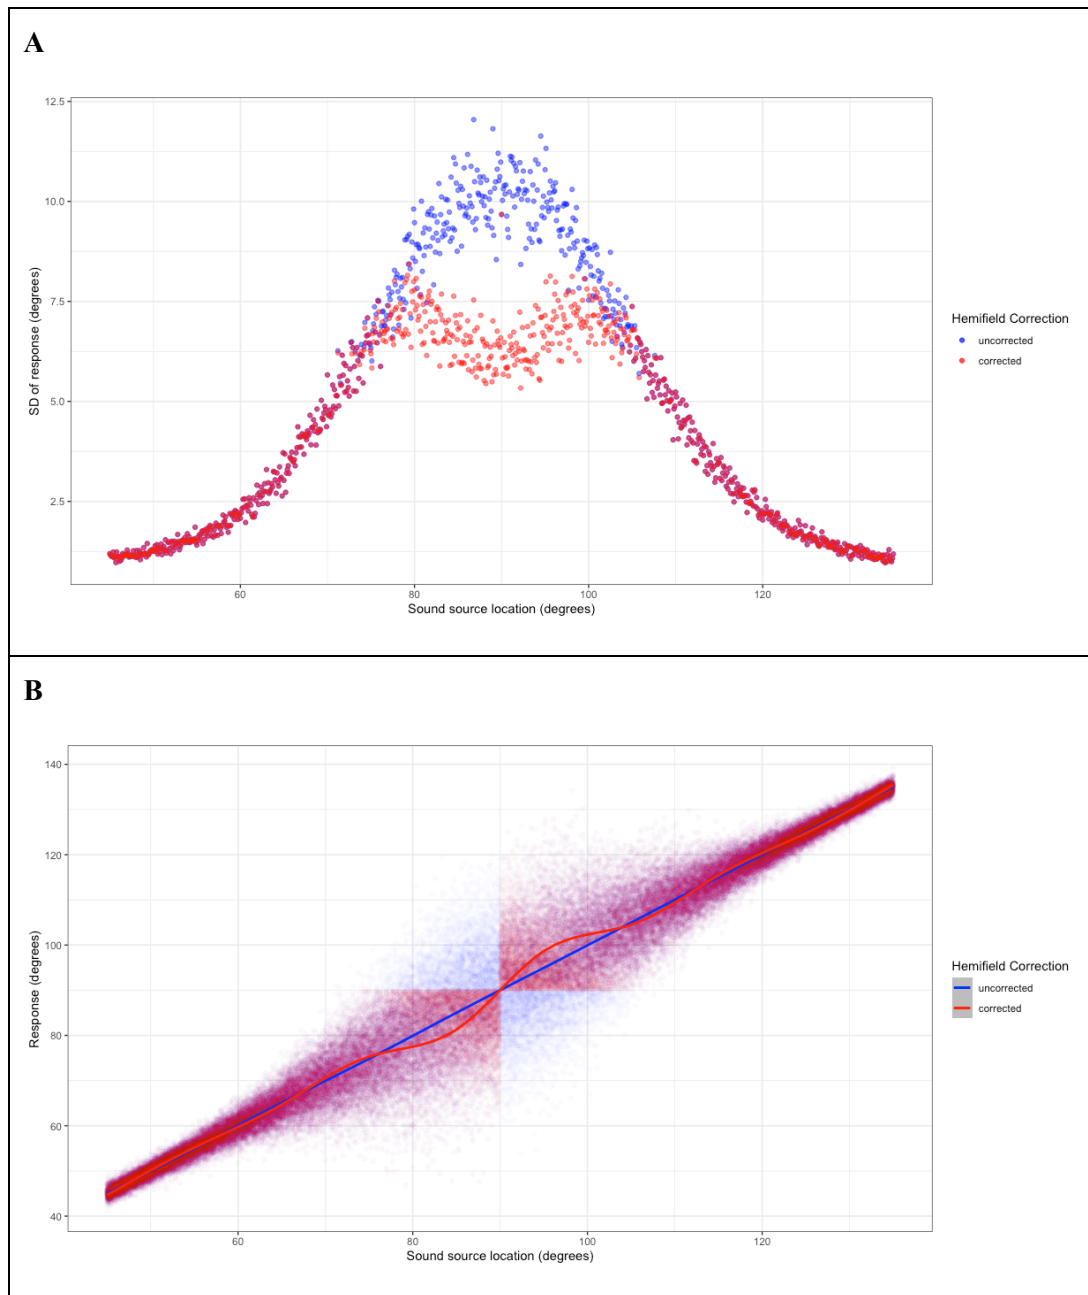 A
12.5
10.0
7.5
5.0
2.5
SD of response (degrees)
60
80
100
120
Sound source location (degrees)
Hemifield Correction
uncorrected
corrected
B
140
120
100
80
60
40
Response (degrees)
60
80
100
120
Sound source location (degrees)
Hemifield Correction
uncorrected
corrected